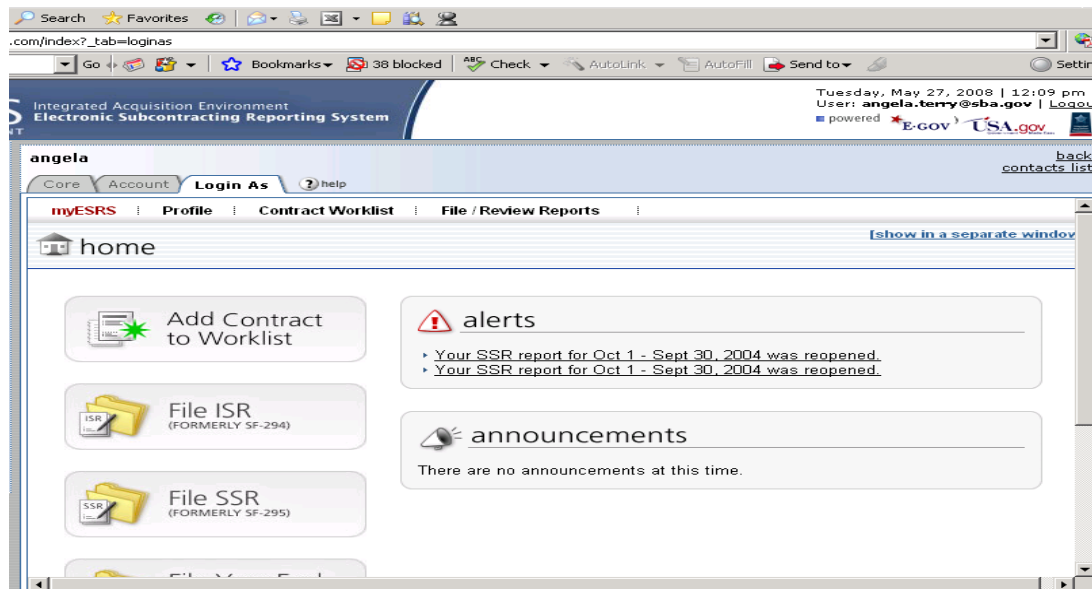 Search Favorites
.com/index?_tab=loginas
Go Bookmarks 38 blocked ABC Check AutoLink AutoFill Send to
Tuesday, May 27, 2008 | 12:09 pm
Integrated Acquisition Environment
User: angela.terry@sba.gov |
Electronic Subcontracting Reporting System
powered E-GOV USA.gov
angela
back
contacts list
Core Account Login As ? help
myESRS Profile Contract Worklist File / Review Reports
home
[show in a separate window
Add Contract
to Worklist
alerts
Your SSR report for Oct 1 - Sept 30, 2004 was reopened.
Your SSR report for Oct 1 - Sept 30, 2004 was reopened.
ISR
File ISR
(FORMERLY SF-294)
announcements
There are no announcements at this time.
SSR
File SSR
(FORMERLY SF-295)